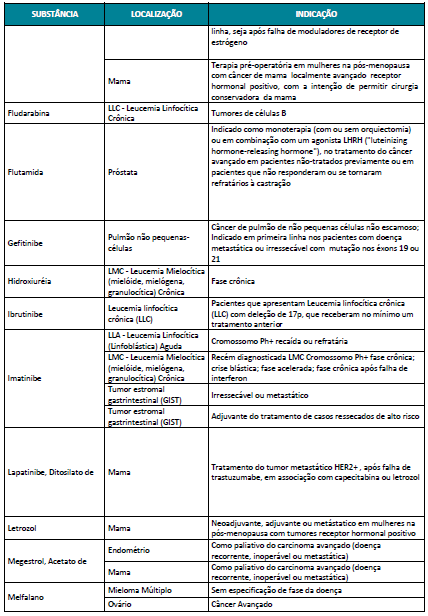 SUBSTÂNCIA LOCALIZAÇÃO INDICAÇÃO
linha, seja após falha de moduladores de receptor de
estrógeno
Mama
Terapia pré-operatória em mulheres na pós-menopausa
com câncer de mama localmente avançado receptor
hormonal positivo, com a intenção de permitir cirurgia
conservadora da mama
Fludarabina
LLC - Leucemia Linfocítica
Crônica
Tumores de células B
Flutamida
Próstata
Indicado como monoterapia (com ou sem orquiectomia)
ou em combinação com um agonista LHRH ("luteinizing
hormone-releasing hormone"), no tratamento do câncer
avançado em pacientes não-tratados previamente ou em
pacientes que não responderam ou se tornaram
refratários à castração
Gefitinibe
Pulmão não pequenas-
células
Câncer de pulmão de não pequenas células não escamoso;
Indicado em primeira linha nos pacientes com doença
metastática ou irressecável com mutação nos éxons 19 ou
21
Hidroxiuréia
LMC - Leucemia Mielocítica
(mielóide, mielógena,
granulocítica) Crônica
Fase crônica
Ibrutinibe
Leucemia linfocítica
crônica (LLC)
Pacientes que apresentam Leucemia linfocítica crônica
(LLC) com deleção de 17p, que receberam no mínimo um
tratamento anterior
Imatinibe
LLA - Leucemia Linfocítica
(Linfoblástica) Aguda
Cromossomo Ph+ recaída ou refratária
LMC - Leucemia Mielocítica
(mielóide, mielógena,
granulocítica) Crônica
Recém diagnosticada LMC Cromossomo Ph+ fase crônica;
crise blástica; fase acelerada; fase crônica após falha de
interferon
Tumor estromal
gastrintestinal (GIST)
Irressecável ou metastático
Tumor estromal
gastrintestinal (GIST)
Adjuvante do tratamento de casos ressecados de alto risco
Lapatinibe, Ditosilato de
Mama
Tratamento do tumor metastático HER2+ , após falha de
trastuzumabe, em associação com capecitabina ou letrozol
Letrozol
Mama
Neoadjuvante, adjuvante ou metástatico em mulheres na
pós-menopausa com tumores receptor hormonal positivo
Megestrol, Acetato de
Endométrio
Como paliativo do carcinoma avançado (doença
recorrente, inoperável ou metastática)
Mama
Como paliativo do carcinoma avançado (doença
recorrente, inoperável ou metastática)
Melfalano
Mieloma Múltiplo
Sem especificação de fase da doença
Ovário
Câncer Avançado